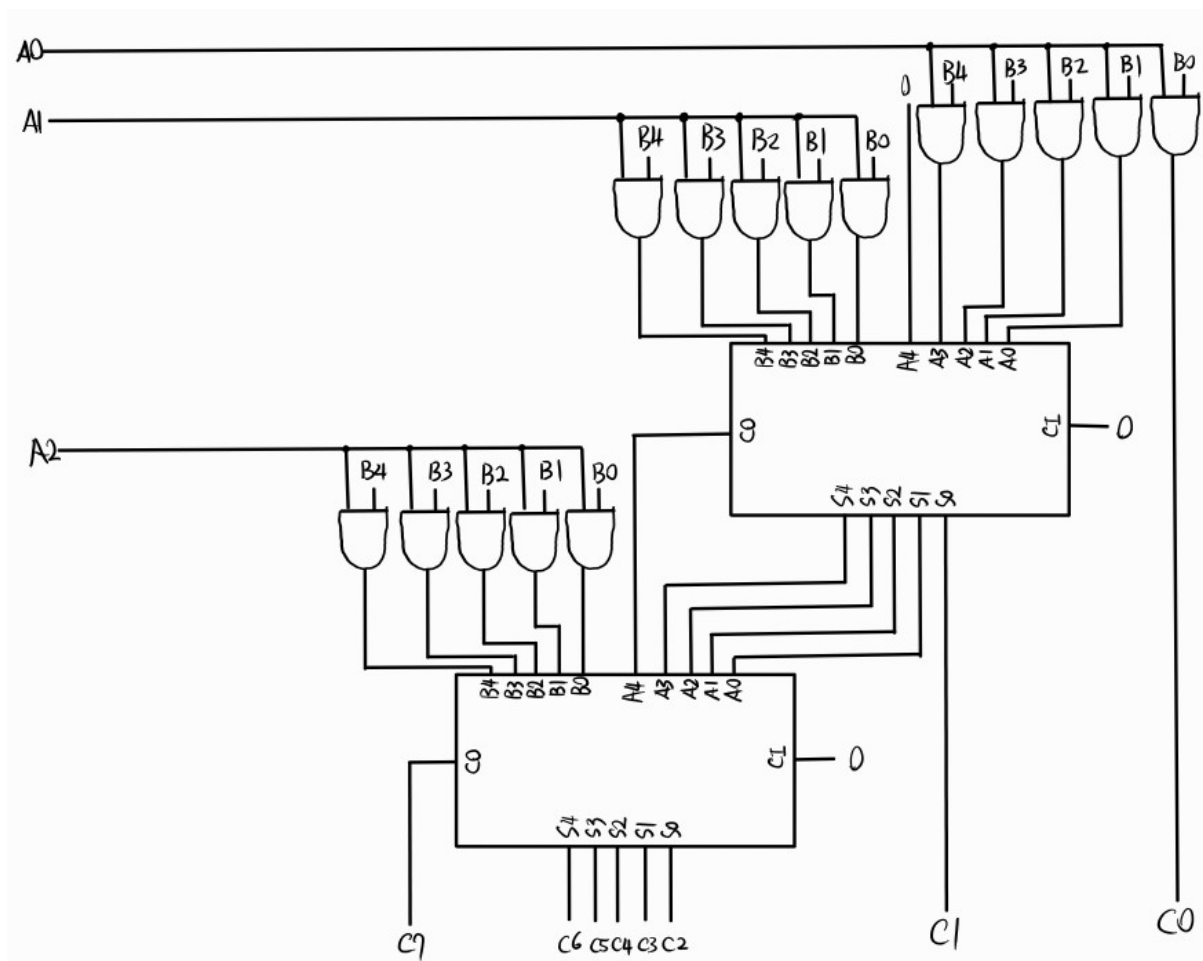 A0
B4 B3 B2 B1 B0
0
A1
B4 B3 B2 B1 B0
B4 B3 B2 B1 B0 A4 A3 A2 A1 A0
CO CI 0
A2
B4 B3 B2 B1 B0
S4 S3 S2 S1 S0
B4 B3 B2 B1 B0 A4 A3 A2 A1 A0
CO CI 0
S4 S3 S2 S1 S0
C7 C6 C5 C4 C3 C2 C1 C0